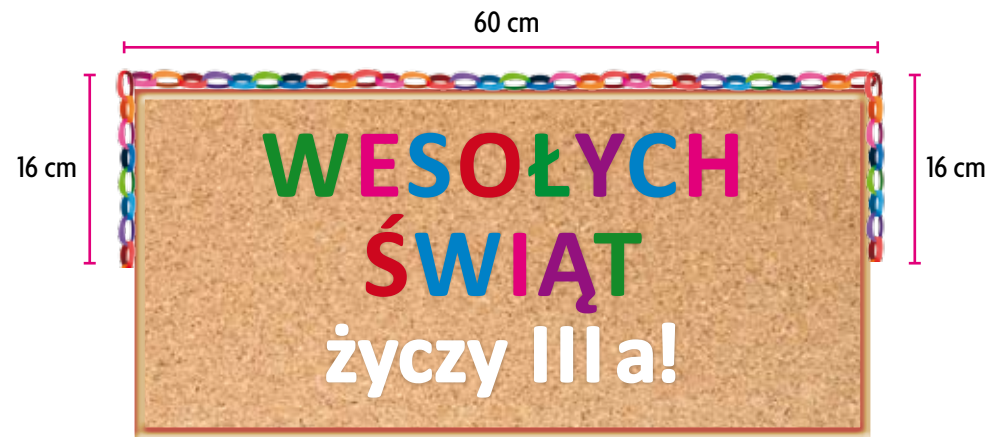 60 cm
16 cm
16 cm
WESOŁYCH
ŚWIĄT
życzy III a!